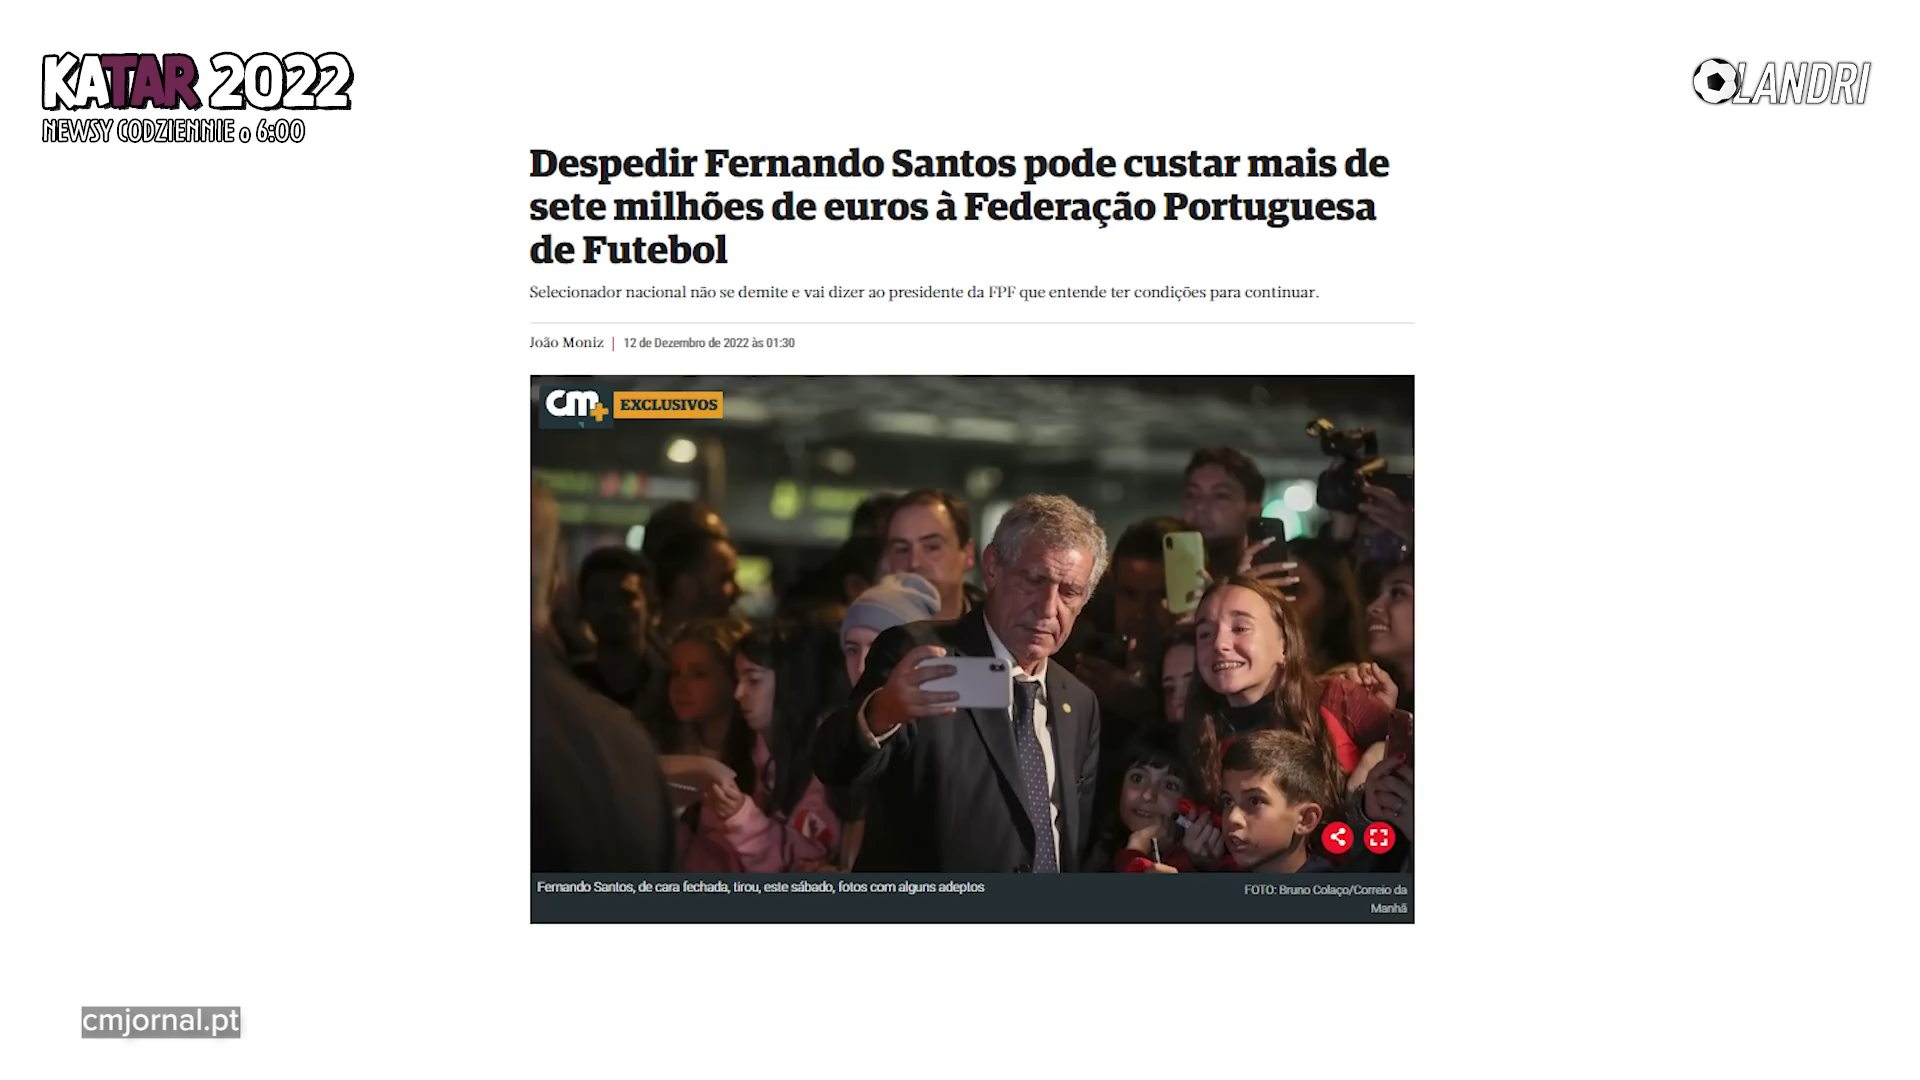 KATAR 2022
NEWSY CODZIENNIE o 6:00
LANDRI
Despedir Fernando Santos pode custar mais de
sete milhões de euros à Federação Portuguesa
de Futebol
Selecionador nacional não se demite e vai dizer ao presidente da FPF que entende ter condições para continuar.
João Moniz | 12 de Dezembro de 2022 às 01:30
cm+ EXCLUSIVOS
Fernando Santos, de cara fechada, tirou, este sábado, fotos com alguns adeptos
FOTO: Bruno Colaço/Correio da
Manhã
cmjornal.pt